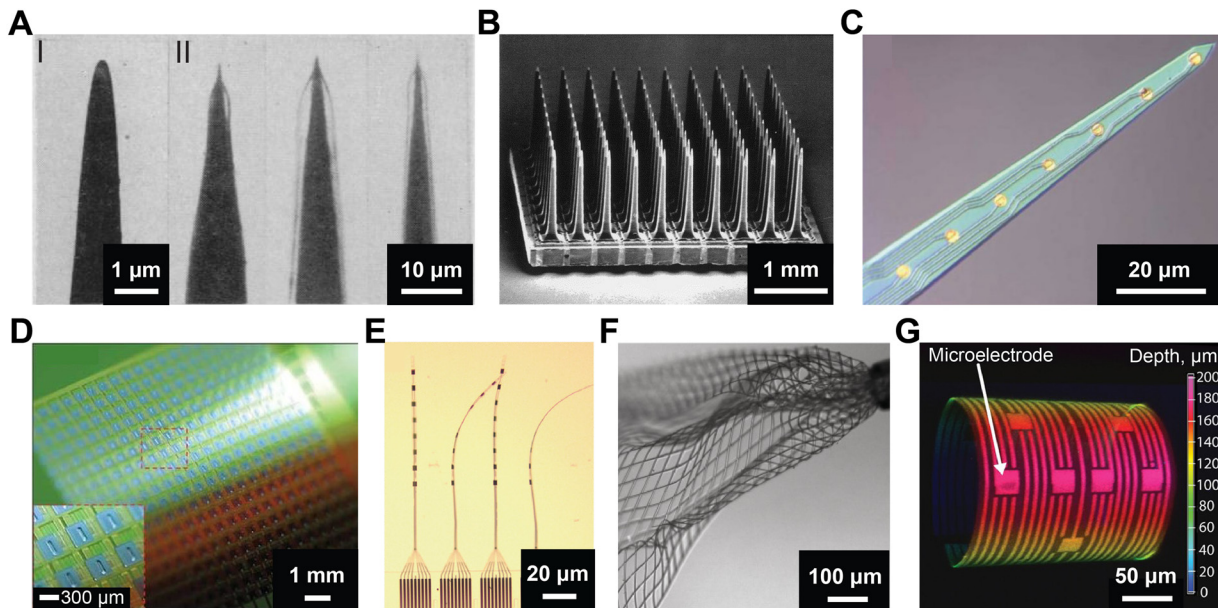 A
I
II
1 µm
10 µm
B
1 mm
C
20 µm
D
300 µm
1 mm
E
20 µm
F
100 µm
G
Microelectrode
Depth, µm
200
180
160
140
120
100
80
60
40
20
0
50 µm